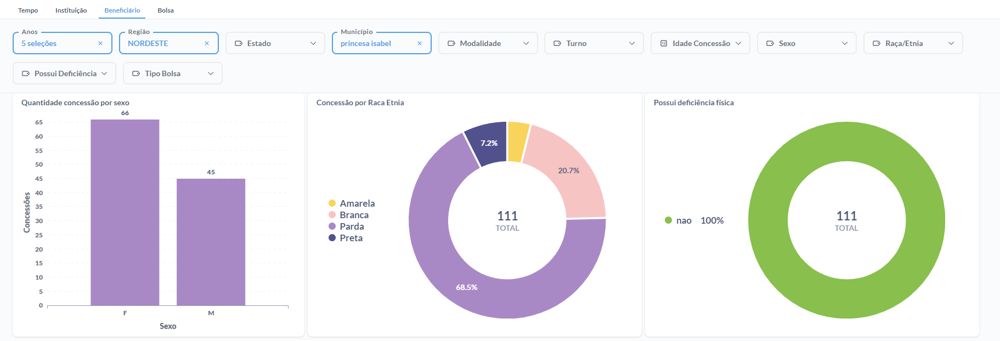 Tempo Instituição Beneficiário Bolsa
Anos Região Município
5 seleções × NORDESTE × Estado princesa isabel × Modalidade Turno Idade Concessão Sexo Raça/Etnia
Possui Deficiência Tipo Bolsa
Quantidade concessão por sexo
66
65
60
55
50
45
45
40
35
30
25
20
15
10
5
0
Concessões
F M
Sexo
Concessão por Raca Etnia
7.2%
20.7%
Amarela
Branca
Parda
Preta
111
TOTAL
68.5%
Possui deficiência física
nao 100%
111
TOTAL